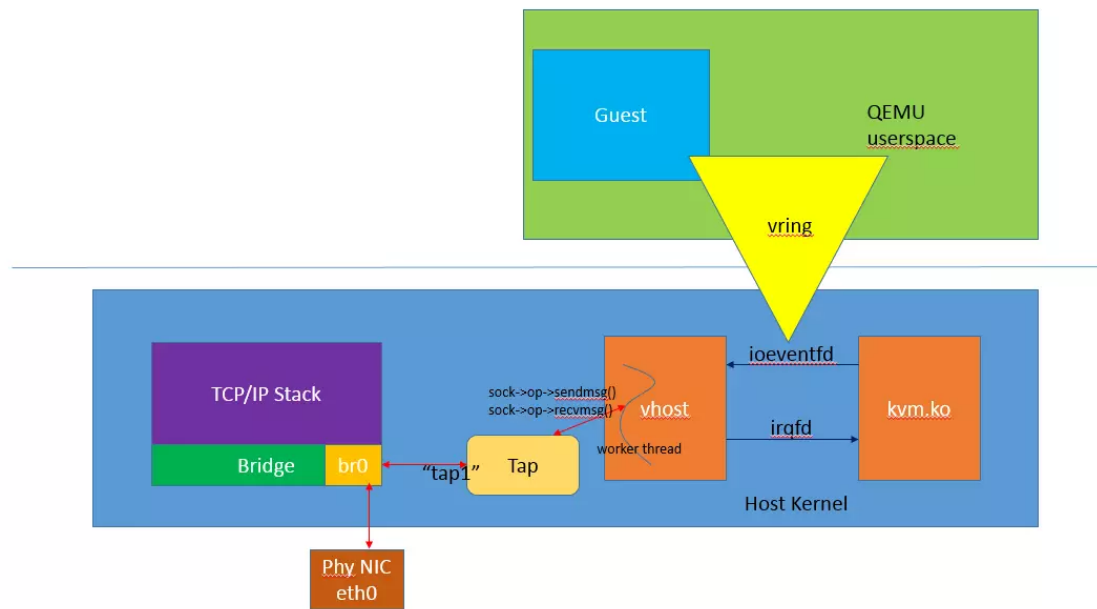 Guest
QEMU
userspace
vring
TCP/IP Stack
Bridge
br0
"tap1"
Tap
sock->op->sendmsg()
sock->op->recvmsg()
vhost
worker thread
ioeventfd
irqfd
kvm.ko
Host Kernel
Phy NIC
eth0